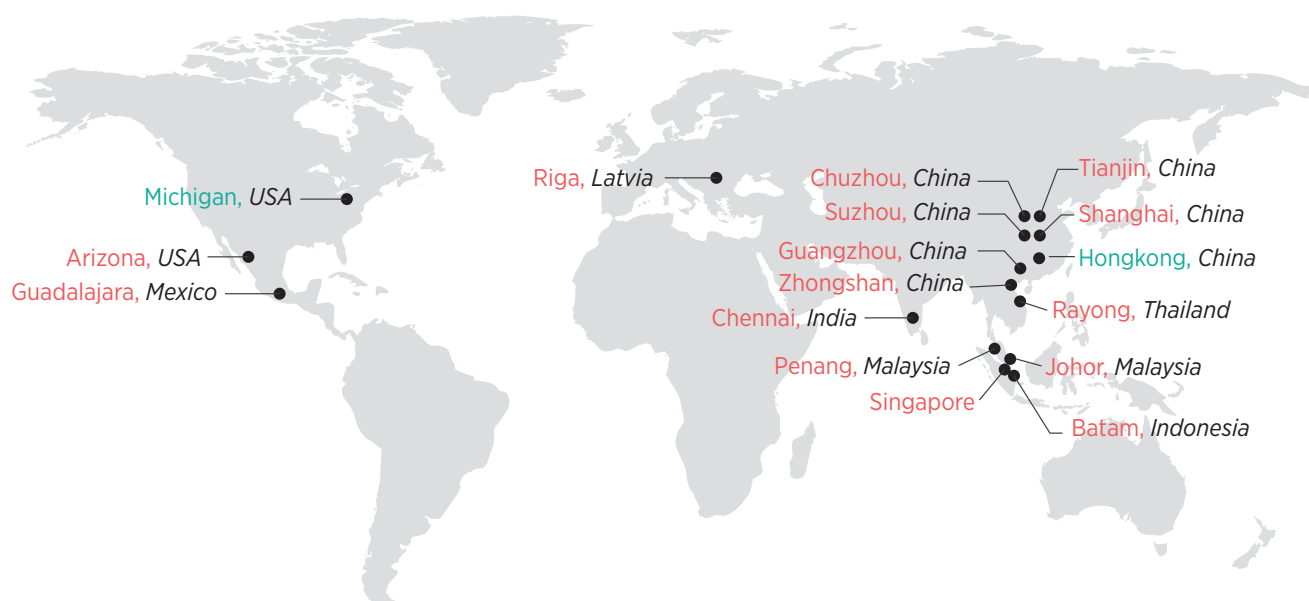 Michigan, USA
Arizona, USA
Guadalajara, Mexico
Riga, Latvia
Chuzhou, China
Suzhou, China
Guangzhou, China
Zhongshan, China
Chennai, India
Penang, Malaysia
Singapore
Tianjin, China
Shanghai, China
Hongkong, China
Rayong, Thailand
Johor, Malaysia
Batam, Indonesia